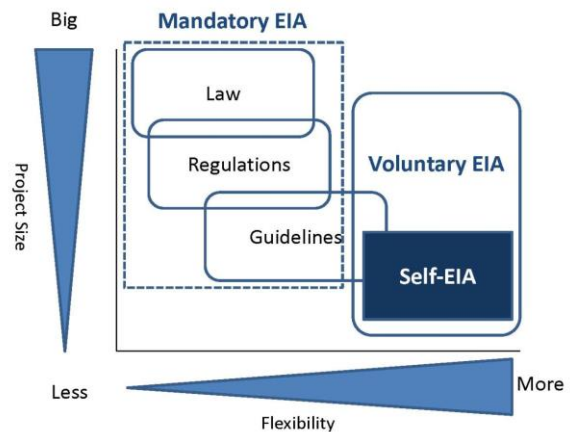 Big
Mandatory EIA
Law
Regulations
Voluntary EIA
Project Size
Guidelines
Self-EIA
Less
More
Flexibility